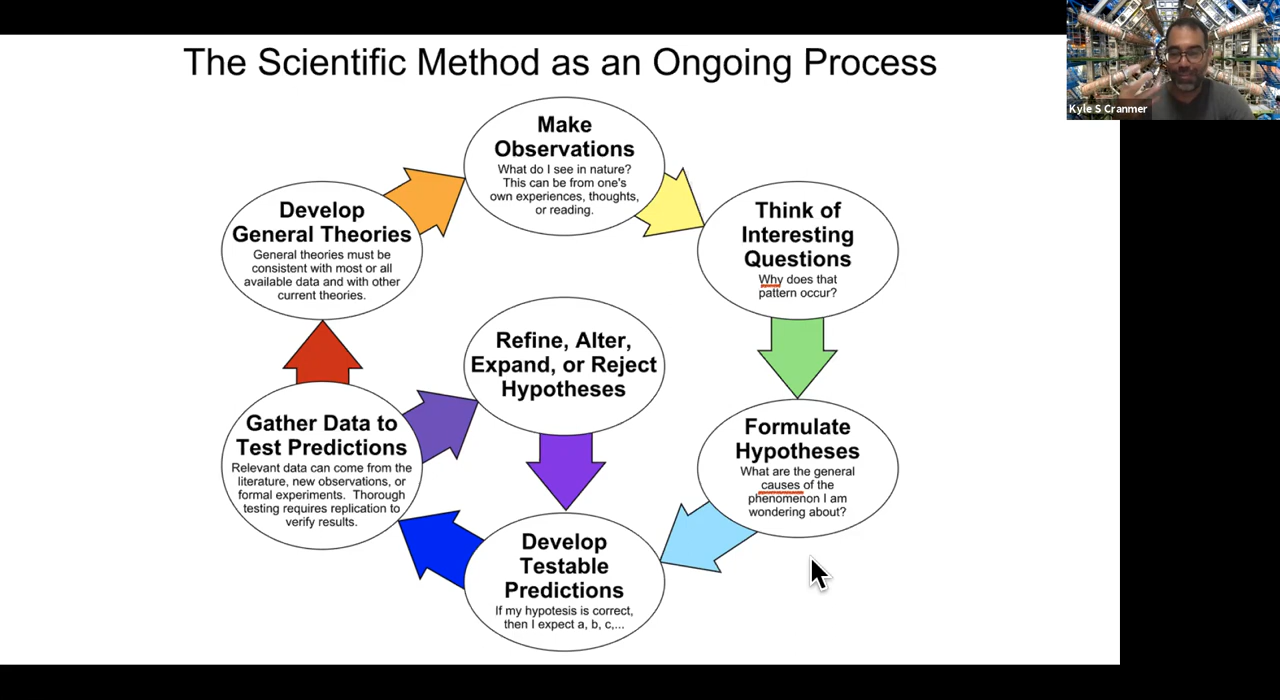 The Scientific Method as an Ongoing Process
Kyle S Cranmer
Make
Observations
What do I see in nature?
This can be from one's
own experiences, thoughts,
or reading.
Think of
Interesting
Questions
Why does that
pattern occur?
Formulate
Hypotheses
What are the general
causes of the
phenomenon I am
wondering about?
Develop
Testable
Predictions
If my hypotesis is correct,
then I expect a, b, c,...
Gather Data to
Test Predictions
Relevant data can come from the
literature, new observations, or
formal experiments. Thorough
testing requires replication to
verify results.
Refine, Alter,
Expand, or Reject
Hypotheses
Develop
General Theories
General theories must be
consistent with most or all
available data and with other
current theories.